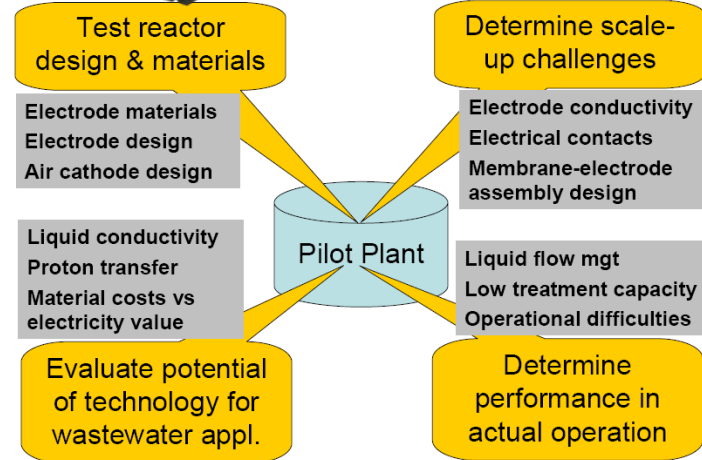 Test reactor
design & materials
Electrode materials
Electrode design
Air cathode design
Determine scale-
up challenges
Electrode conductivity
Electrical contacts
Membrane-electrode
assembly design
Pilot Plant
Liquid conductivity
Proton transfer
Material costs vs
electricity value
Evaluate potential
of technology for
wastewater appl.
Liquid flow mgt
Low treatment capacity
Operational difficulties
Determine
performance in
actual operation